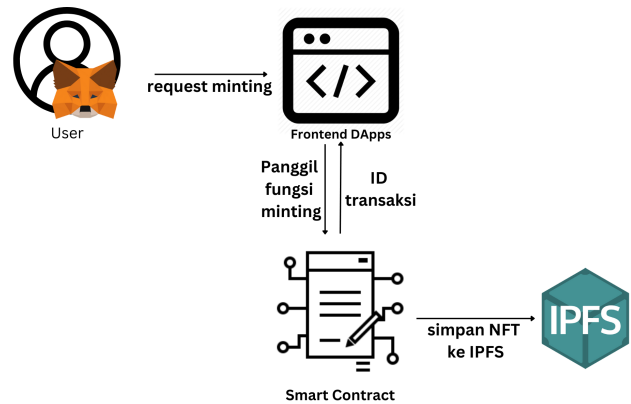 request minting
User
</>
Frontend DApps
Panggil
fungsi
minting
ID
transaksi
IPFS
simpan NFT
ke IPFS
Smart Contract